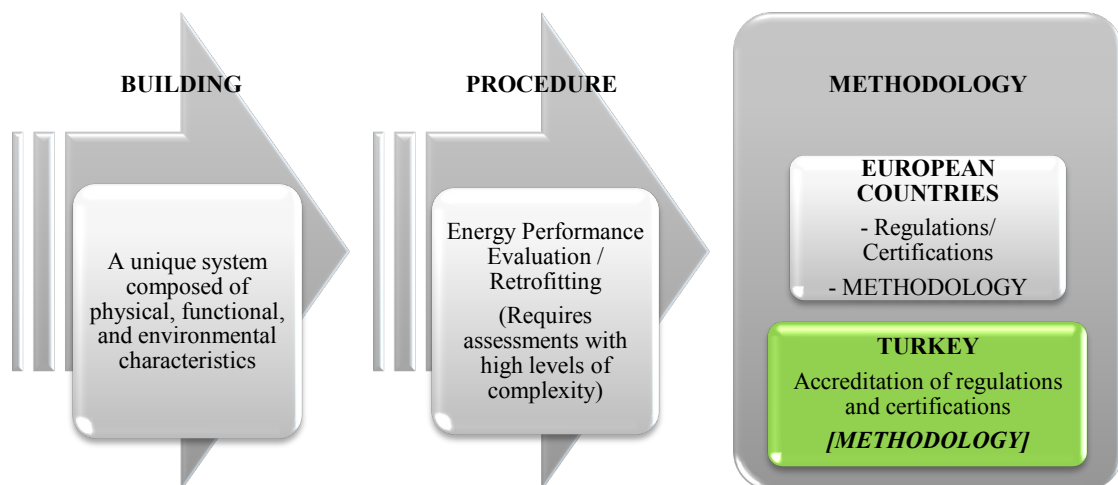 BUILDING
A unique system
composed of
physical, functional,
and environmental
characteristics
PROCEDURE
Energy Performance
Evaluation /
Retrofitting
(Requires
assessments with
high levels of
complexity)
METHODOLOGY
EUROPEAN
COUNTRIES
- Regulations/
Certifications
- METHODOLOGY
TURKEY
Accreditation of regulations
and certifications
[METHODOLOGY]